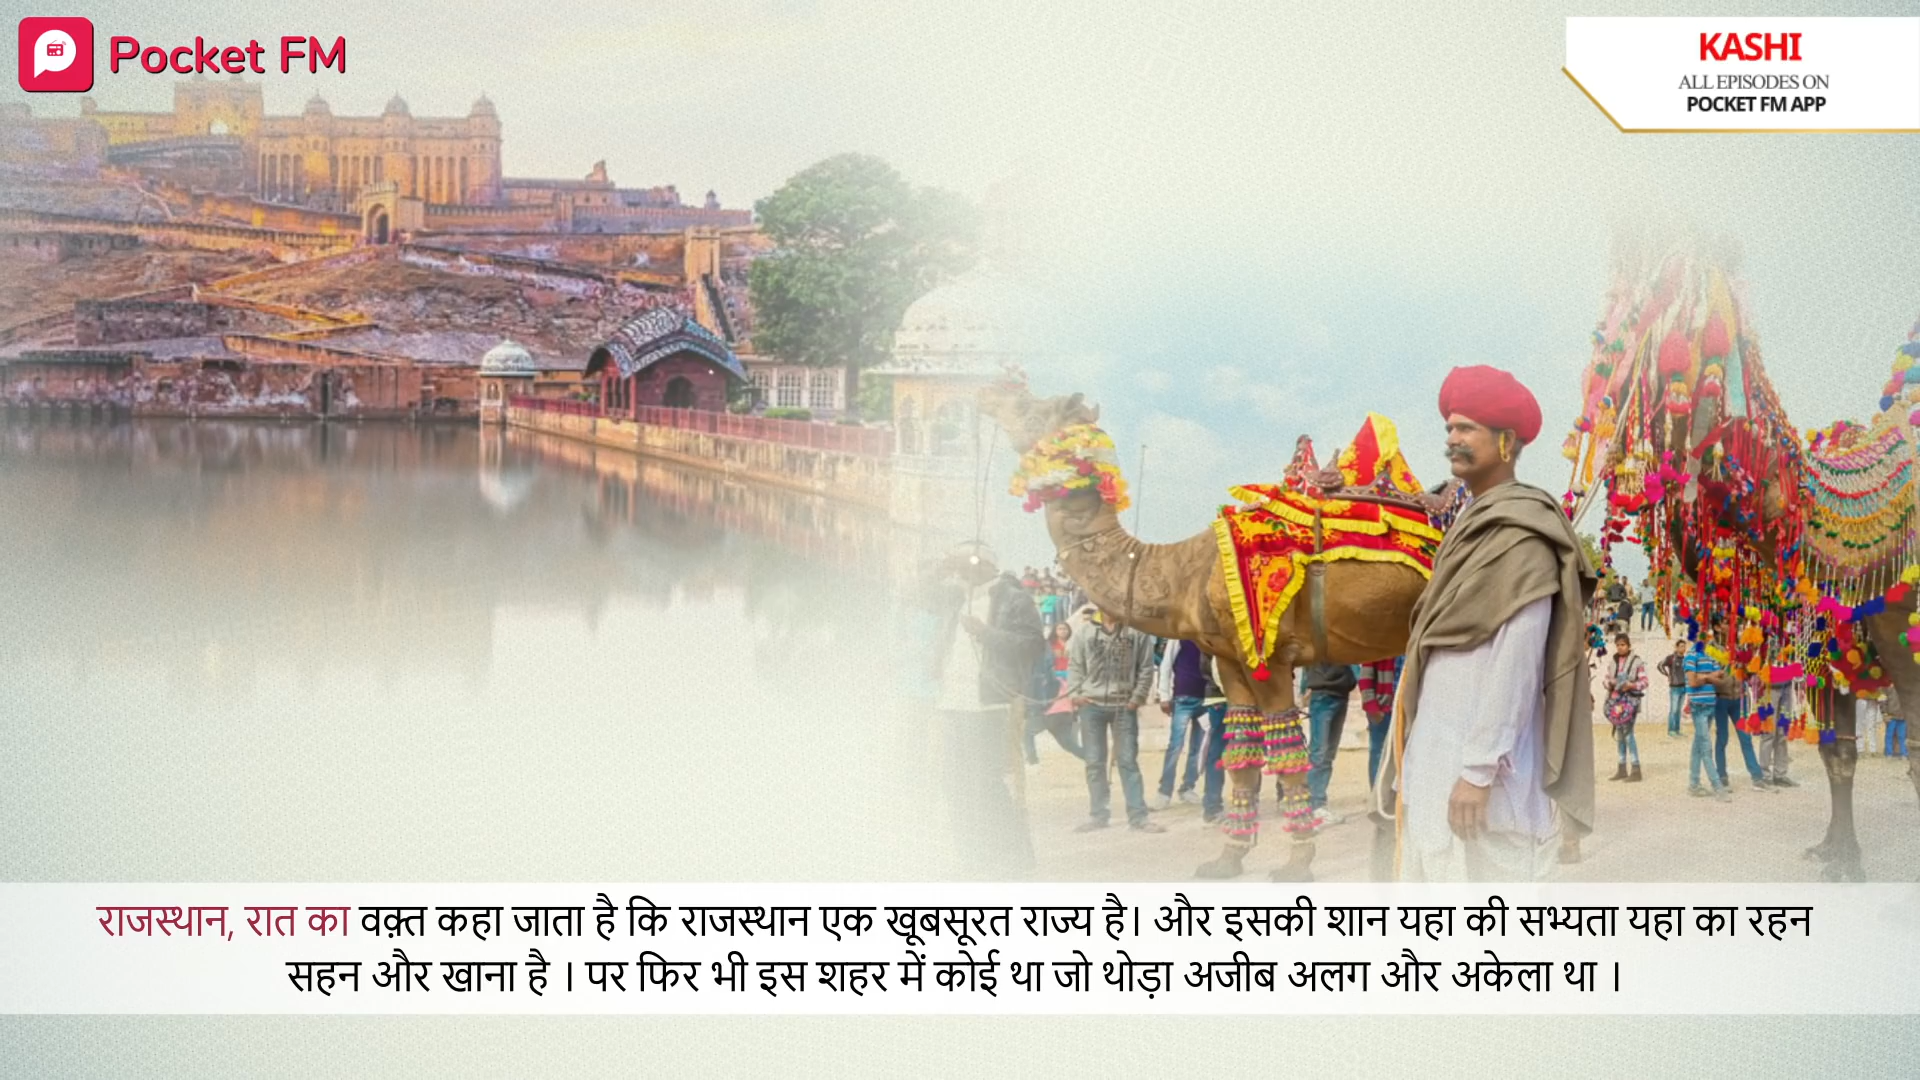 Pocket FM
KASHI
ALL EPISODES ON
POCKET FM APP
राजस्थान, रात का वक़्त कहा जाता है कि राजस्थान एक खूबसूरत राज्य है। और इसकी शान यहा की सभ्यता यहा का रहन
सहन और खाना है । पर फिर भी इस शहर में कोई था जो थोड़ा अजीब अलग और अकेला था ।